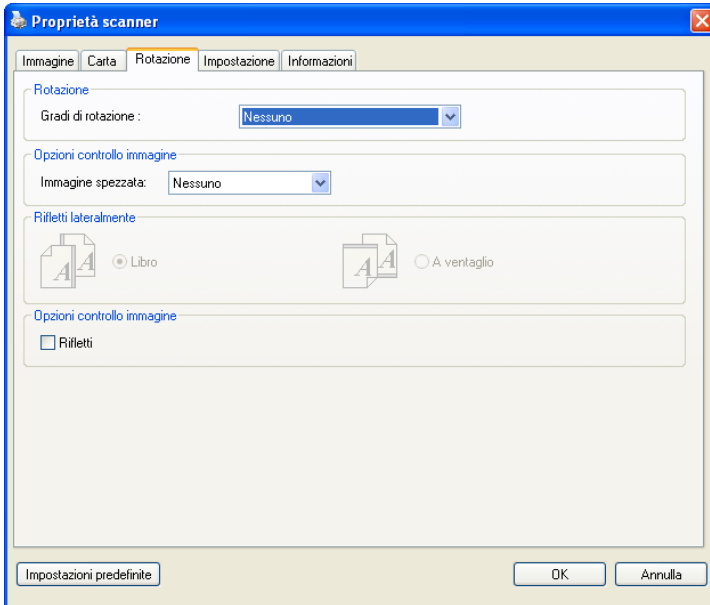 Proprietà scanner
Immagine Carta Rotazione Impostazione Informazioni
Rotazione
Gradi di rotazione : Nessuno
Opzioni controllo immagine
Immagine spezzata: Nessuno
Rifletti lateralmente
A A Libro A A A ventaglio
Opzioni controllo immagine
Rifletti
Impostazioni predefinite OK Annulla